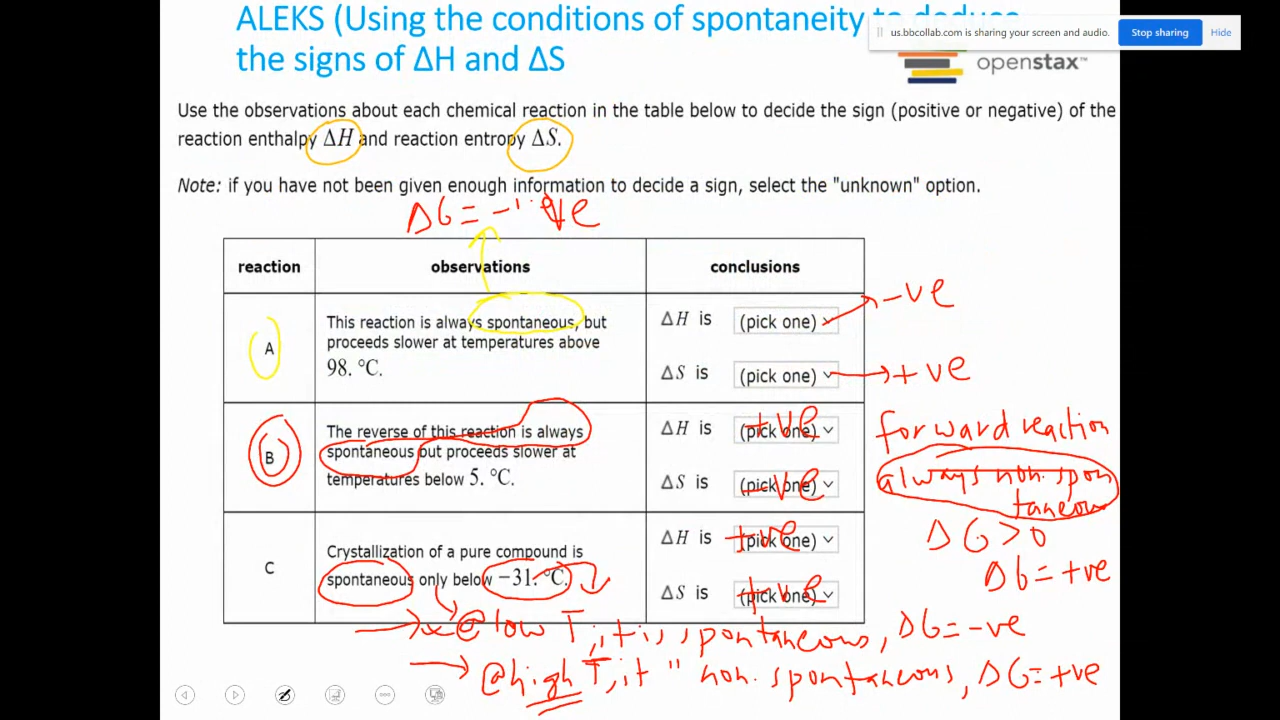 ALEKS (Using the conditions of spontaneity to deduce
the signs of ΔH and ΔS
us.bbcollab.com is sharing your screen and audio.
Stop sharing
Hide
openstax™
Use the observations about each chemical reaction in the table below to decide the sign (positive or negative) of the
reaction enthalpy ΔH and reaction entropy ΔS.
Note: if you have not been given enough information to decide a sign, select the "unknown" option.
ΔG = -ve
reaction
observations
conclusions
A
This reaction is always spontaneous, but
proceeds slower at temperatures above
98. °C.
ΔH is (pick one) -ve
ΔS is (pick one) +ve
B
The reverse of this reaction is always
spontaneous but proceeds slower at
temperatures below 5. °C.
ΔH is (pick one) +ve
ΔS is (pick one) -ve
forward reaction
always non. spon
taneous
ΔG > 0
ΔG = +ve
C
Crystallization of a pure compound is
spontaneous only below -31. °C.
ΔH is (pick one) +ve
ΔS is (pick one) +ve
@ low T, it is spontaneous, ΔG = -ve
@ high T, it " non. spontaneous, ΔG = +ve